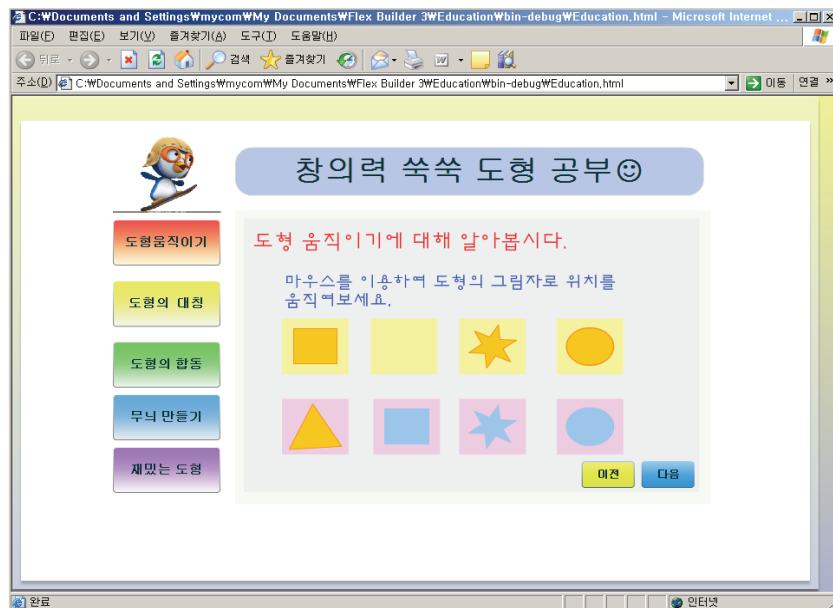 C:₩Documents and Settings₩mycom₩My Documents₩Flex Builder 3₩Education₩bin-debug₩Education.html - Microsoft Internet ...
파일(F) 편집(E) 보기(V) 즐겨찾기(A) 도구(T) 도움말(H)
뒤로 검색 즐겨찾기
주소(D) C:₩Documents and Settings₩mycom₩My Documents₩Flex Builder 3₩Education₩bin-debug₩Education.html 이동 연결 »
창의력 쑥쑥 도형 공부☺
도형움직이기
도형의 대칭
도형의 합동
무늬 만들기
재밌는 도형
도형 움직이기에 대해 알아봅시다.
마우스를 이용하여 도형의 그림자로 위치를
움직여보세요.
이전 다음
완료 인터넷